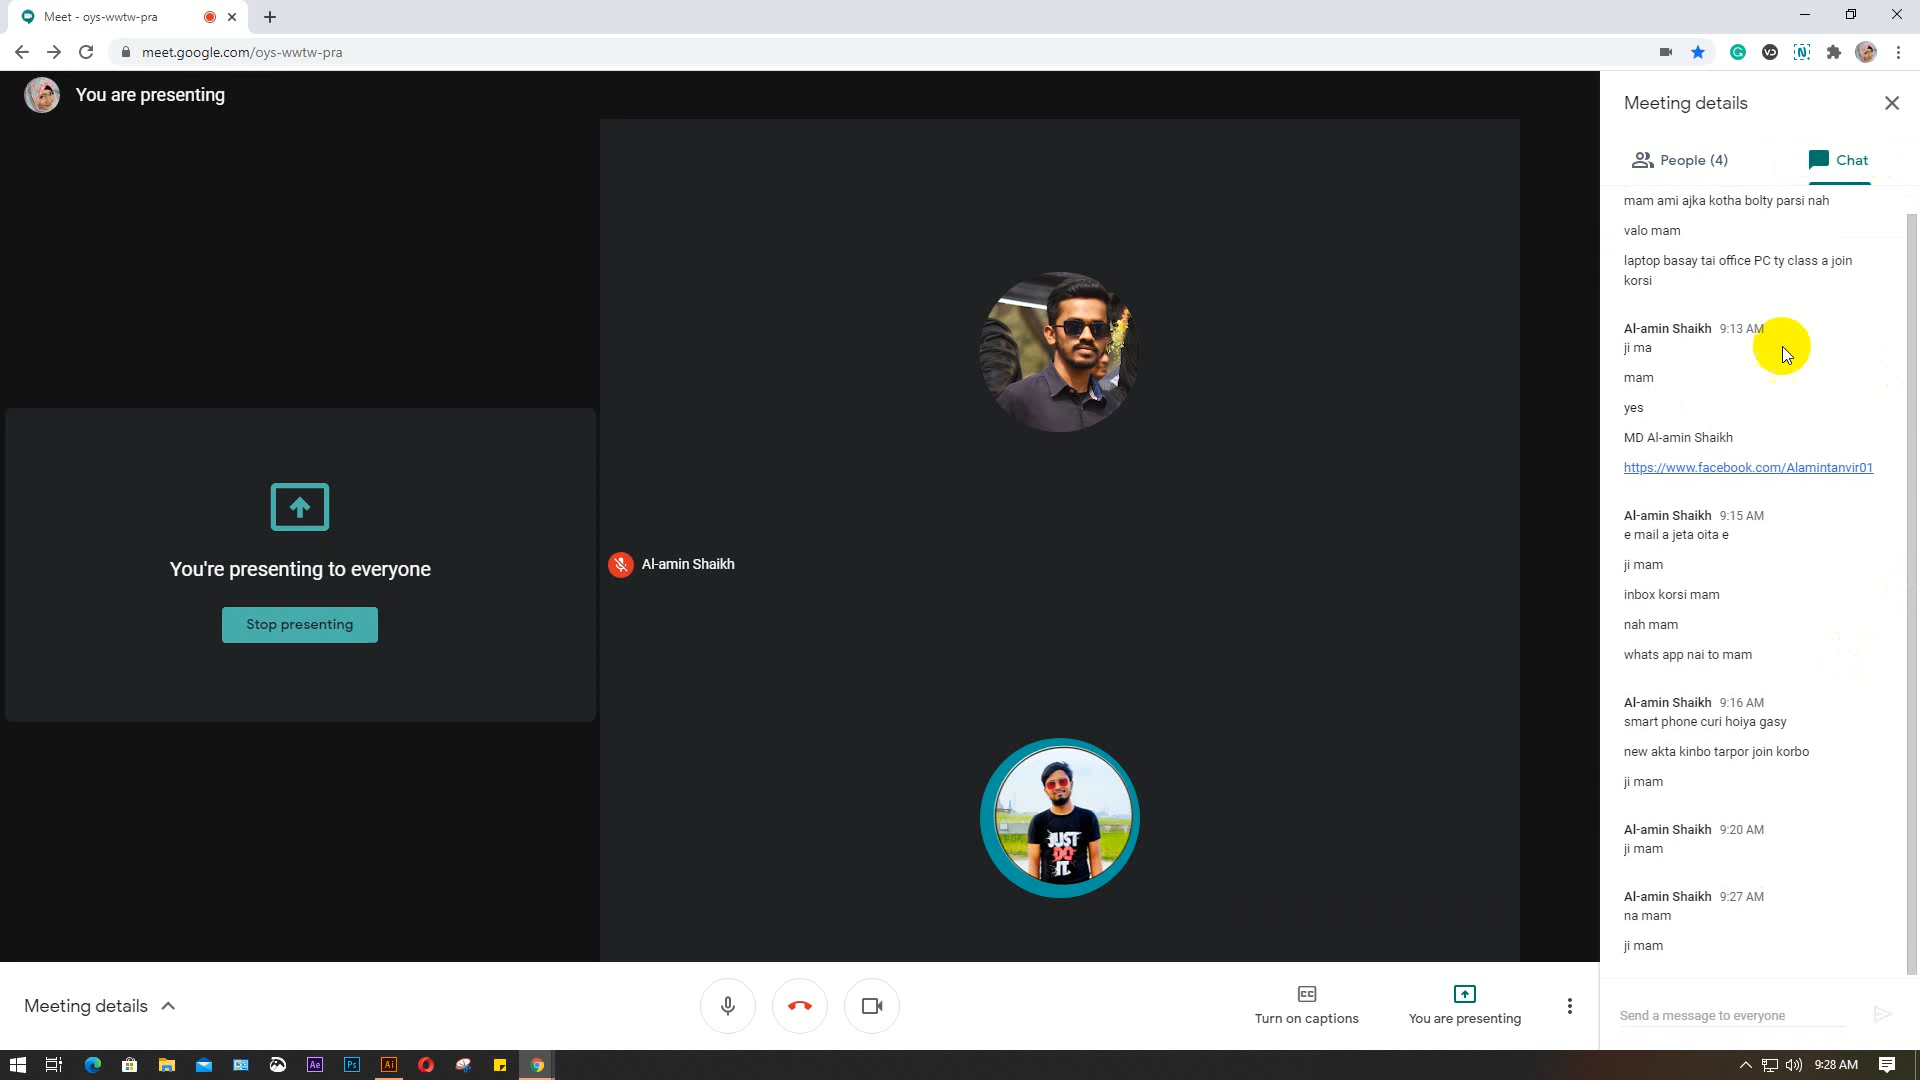 Meet - oys-wwtw-pra
meet.google.com/oys-wwtw-pra
You are presenting
Meeting details
People (4)
Chat
mam ami ajka kotha bolty parsi nah
valo mam
laptop basay tai office PC ty class a join
korsi
Al-amin Shaikh 9:13 AM
ji ma
mam
yes
MD Al-amin Shaikh
https://www.facebook.com/Alamintanvir01
Al-amin Shaikh 9:15 AM
e mail a jeta oita e
ji mam
inbox korsi mam
nah mam
whats app nai to mam
Al-amin Shaikh 9:16 AM
smart phone curi hoiya gasy
new akta kinbo tarpor join korbo
ji mam
Al-amin Shaikh 9:20 AM
ji mam
Al-amin Shaikh 9:27 AM
na mam
ji mam
Send a message to everyone
You're presenting to everyone
Stop presenting
Al-amin Shaikh
JUST
DO
IT.
Meeting details
CC
Turn on captions
You are presenting
Ae
Ps
Ai
9:28 AM